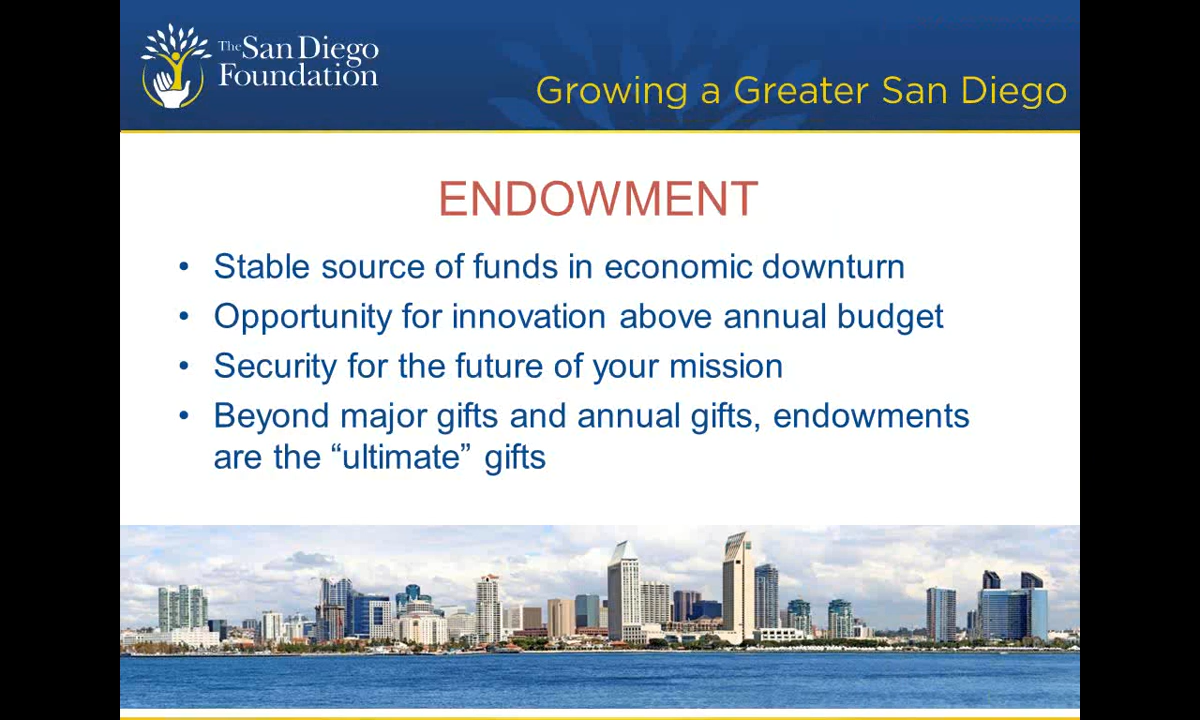 The San Diego
Foundation
Growing a Greater San Diego
ENDOWMENT
• Stable source of funds in economic downturn
• Opportunity for innovation above annual budget
• Security for the future of your mission
• Beyond major gifts and annual gifts, endowments
are the “ultimate” gifts